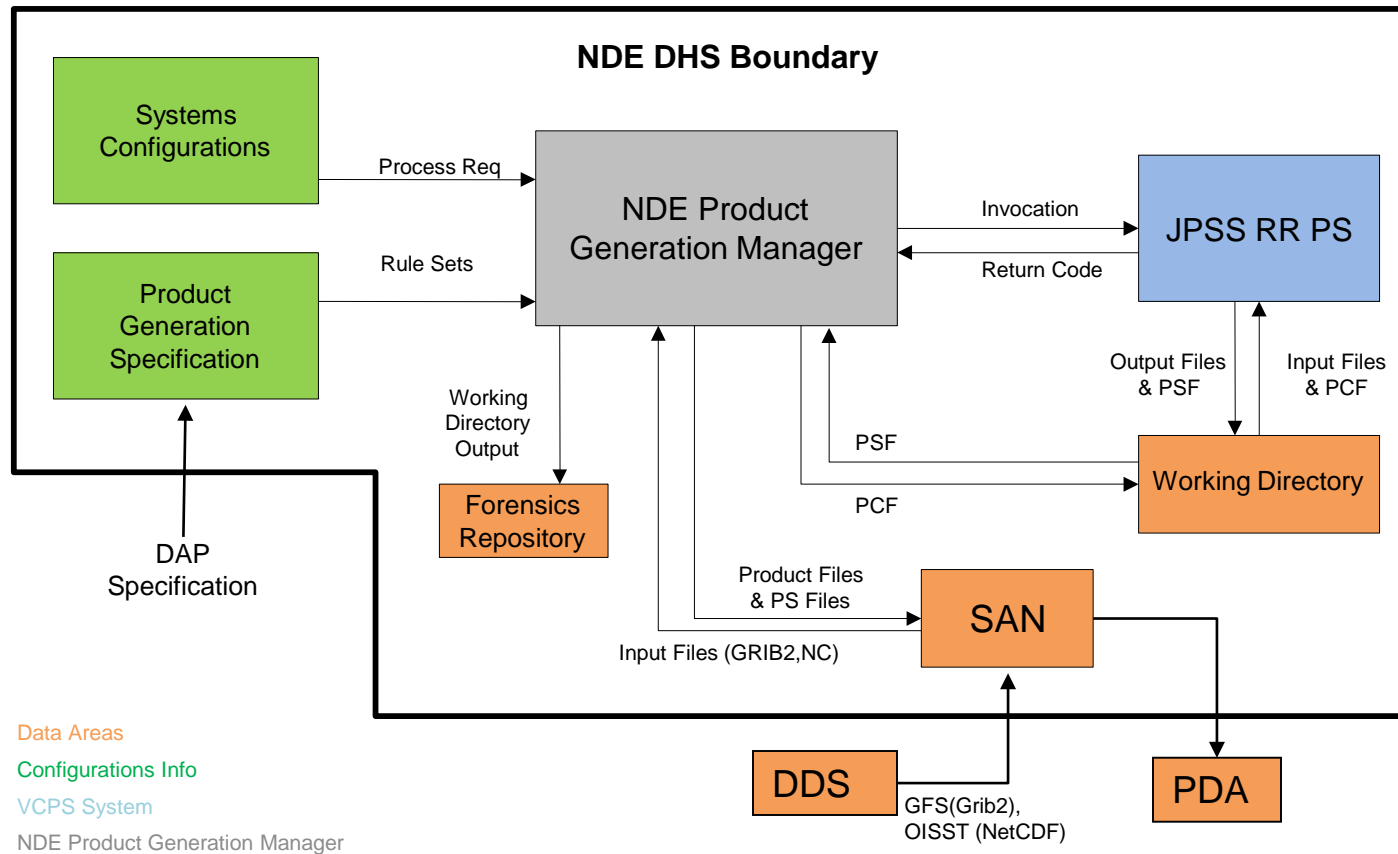 NDE DHS Boundary
Systems
Configurations
Process Req
NDE Product
Generation Manager
Invocation
JPSS RR PS
Return Code
Product
Generation
Specification
Rule Sets
Working
Directory
Output
Output Files
& PSF
Input Files
& PCF
PSF
PCF
Working Directory
Forensics
Repository
DAP
Specification
Product Files
& PS Files
SAN
Input Files (GRIB2,NC)
Data Areas
Configurations Info
VCPS System
NDE Product Generation Manager
DDS
GFS(Grib2),
OISST (NetCDF)
PDA